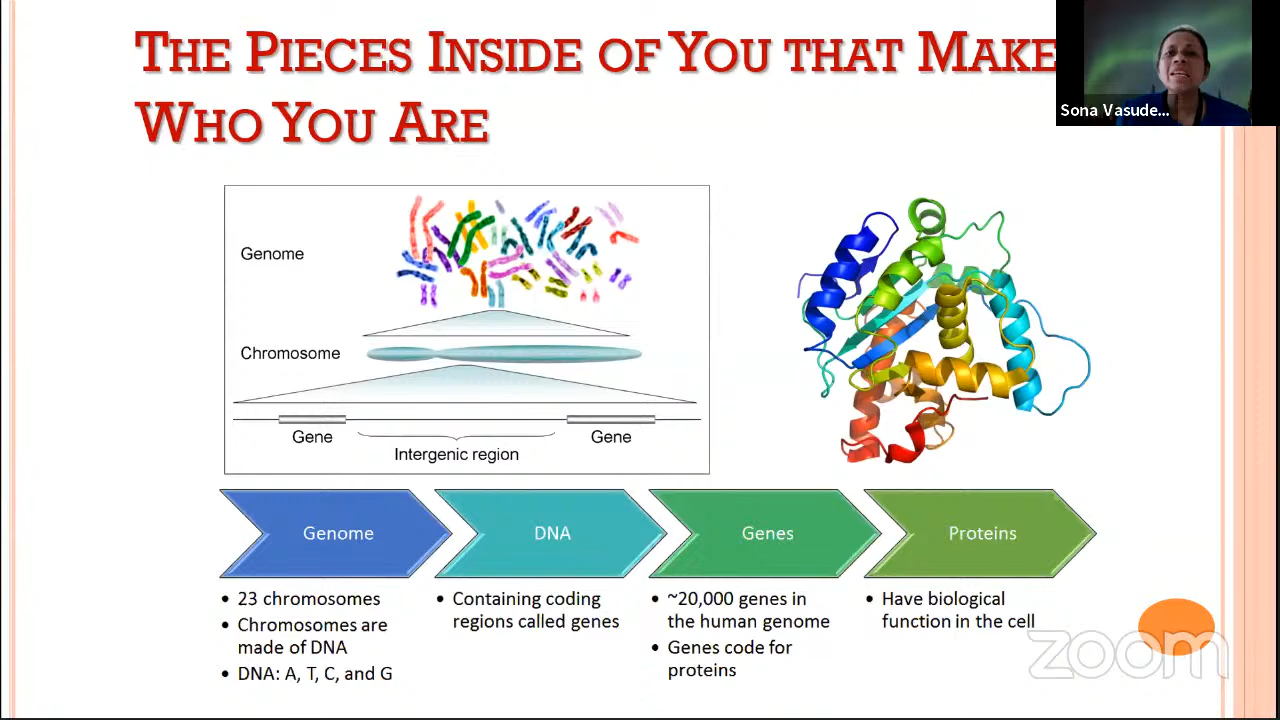 THE PIECES INSIDE OF YOU THAT MAKE
WHO YOU ARE
Sona Vasude...
Genome
Chromosome
Gene
Gene
Intergenic region
Genome
DNA
Genes
Proteins
• 23 chromosomes
• Chromosomes are
made of DNA
• DNA: A, T, C, and G
• Containing coding
regions called genes
• ~20,000 genes in
the human genome
• Genes code for
proteins
• Have biological
function in the cell
zoom